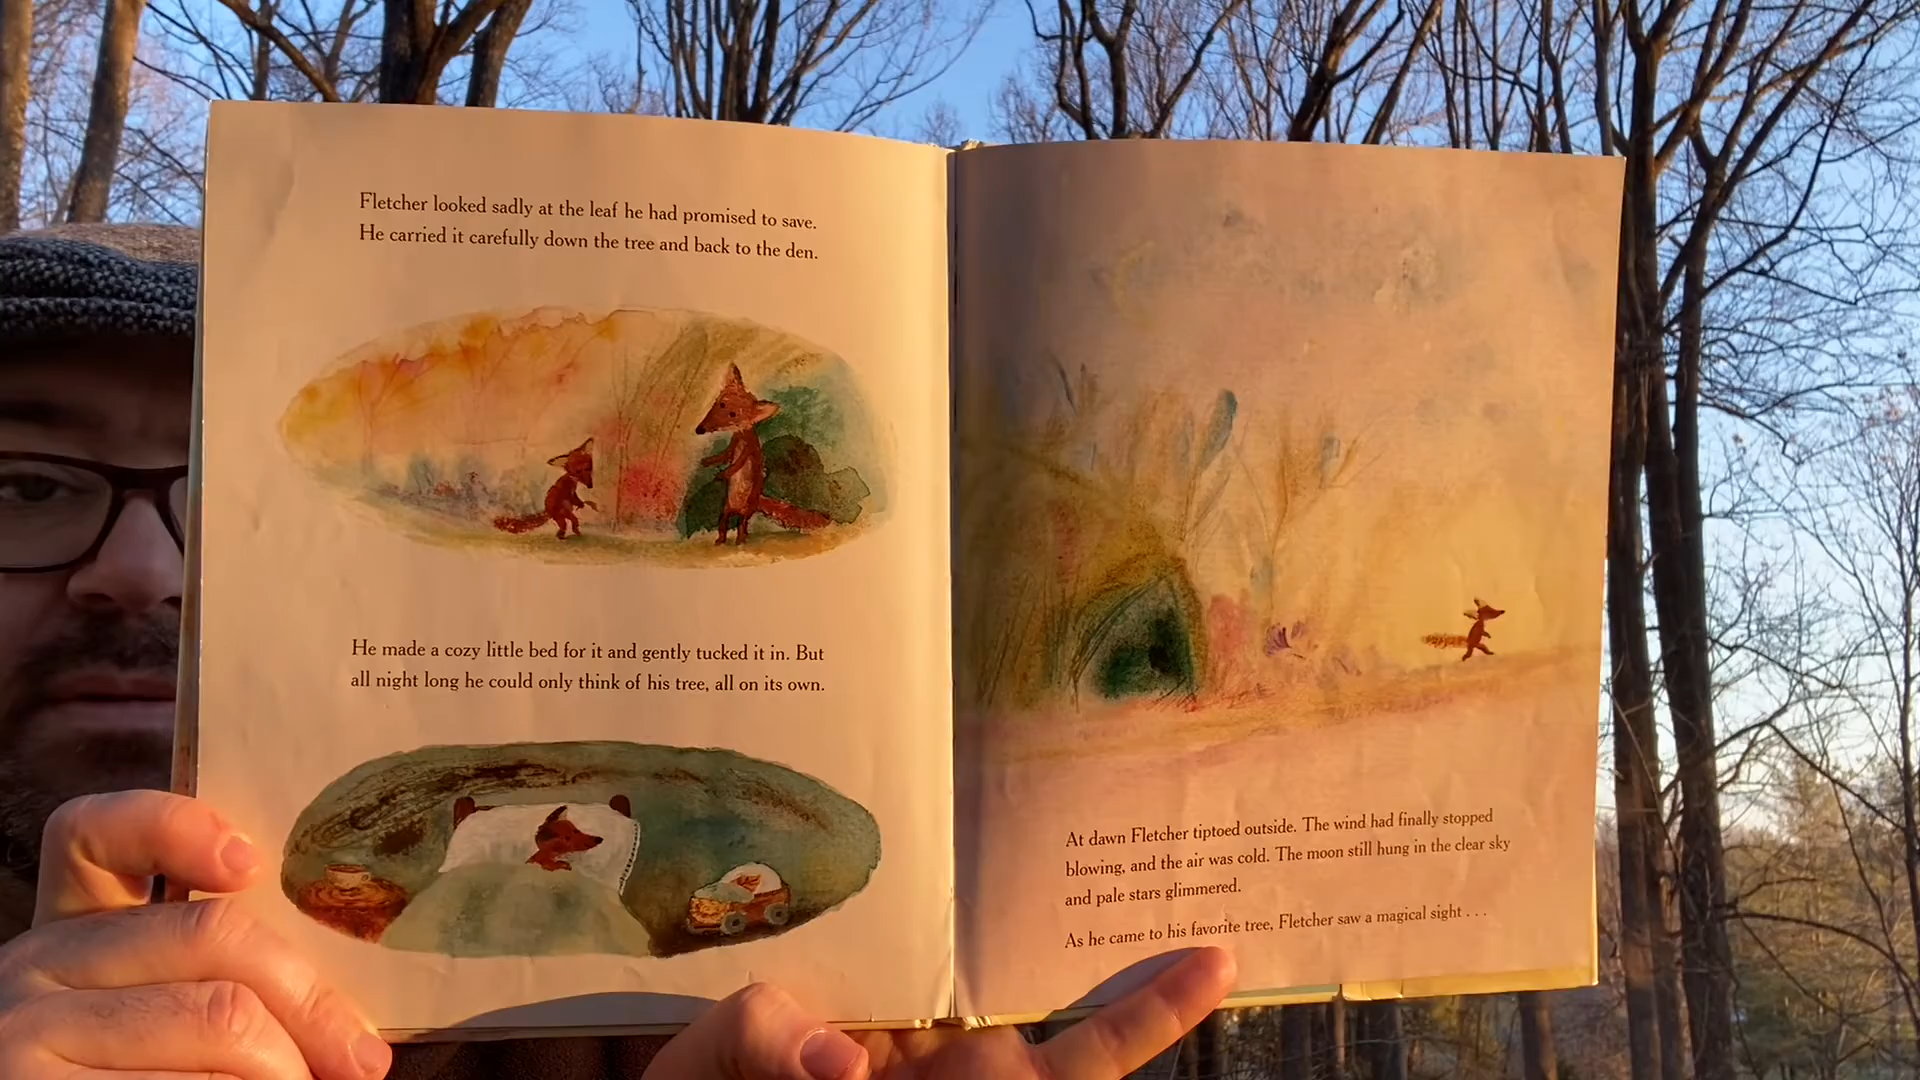 Fletcher looked sadly at the leaf he had promised to save.
He carried it carefully down the tree and back to the den.
He made a cozy little bed for it and gently tucked it in. But
all night long he could only think of his tree, all on its own.
At dawn Fletcher tiptoed outside. The wind had finally stopped
blowing, and the air was cold. The moon still hung in the clear sky
and pale stars glimmered.
As he came to his favorite tree, Fletcher saw a magical sight . . .